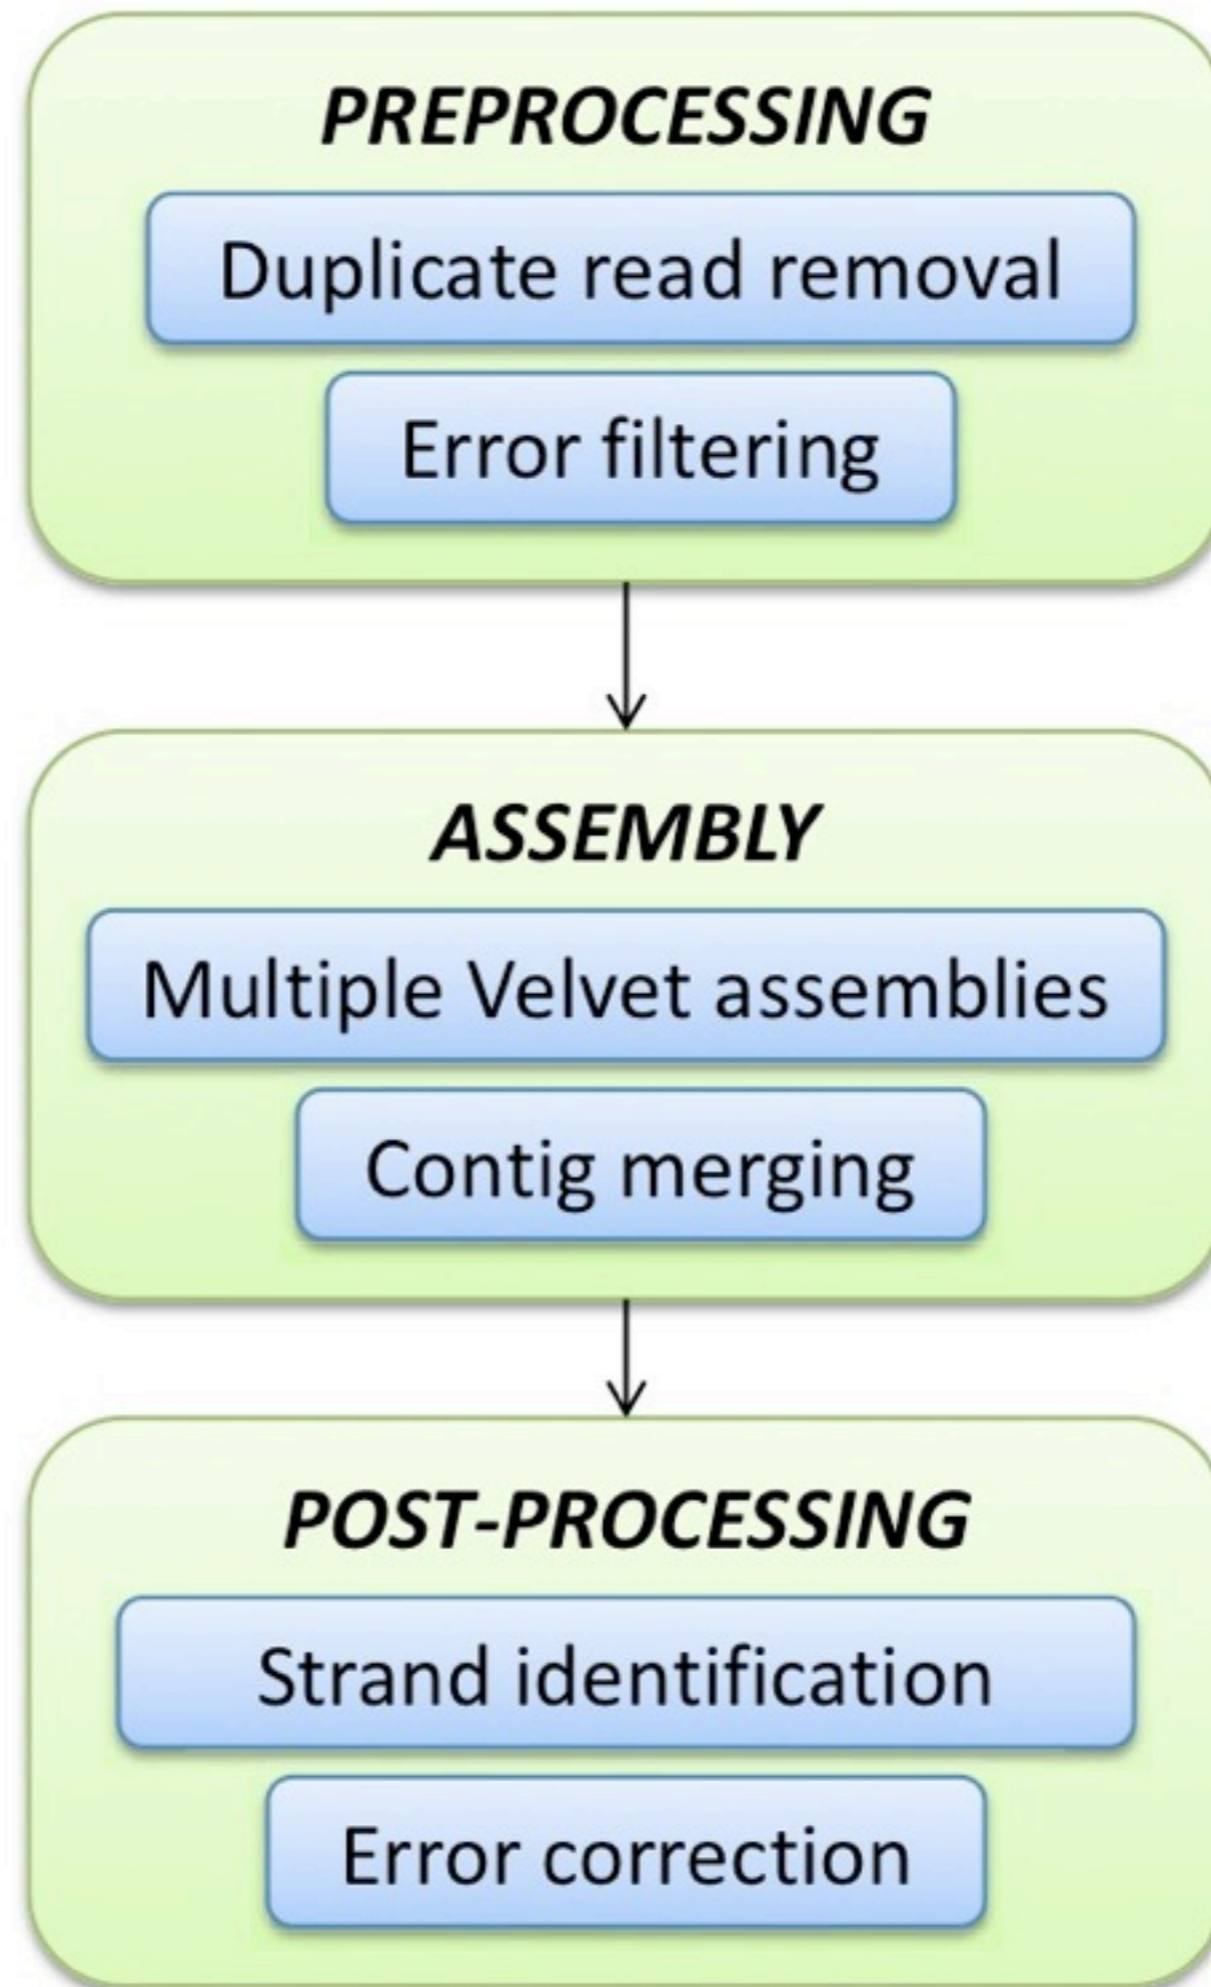 PREPROCESSING
Duplicate read removal
Error filtering
ASSEMBLY
Multiple Velvet assemblies
Contig merging
POST-PROCESSING
Strand identification
Error correction